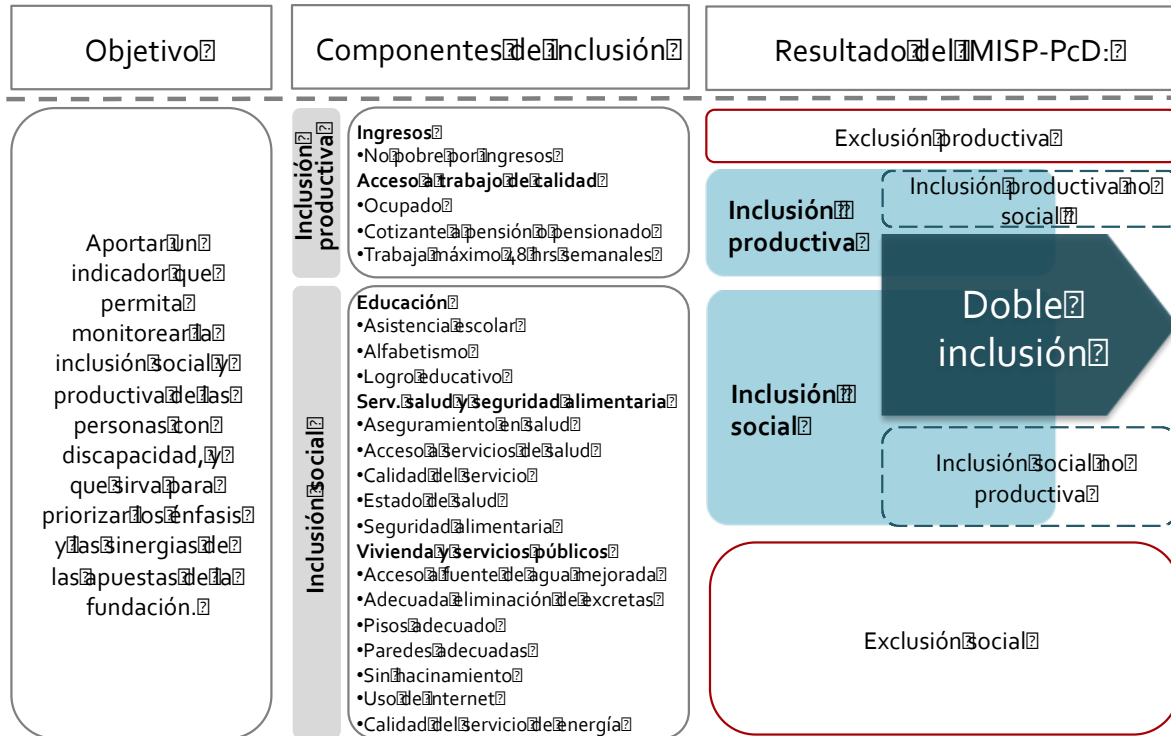 Objetivo
Componentes de inclusión
Resultado del IMISP-PcD:
Aportar un
indicador que
permita
monitorear la
inclusión social y
productiva de las
personas con
discapacidad, y
que sirva para
priorizar los énfasis
y las sinergias de
las apuestas de la
fundación.
Inclusión
productiva
Ingresos
•No pobre por ingresos
Acceso a trabajo de calidad
•Ocupado
•Cotizante a pensión o pensionado
•Trabaja máximo 48 hrs semanales
Inclusión social
Educación
•Asistencia escolar
•Alfabetismo
•Logro educativo
Serv. salud y seguridad alimentaria
•Aseguramiento en salud
•Acceso a servicios de salud
•Calidad del servicio
•Estado de salud
•Seguridad alimentaria
Vivienda y servicios públicos
•Acceso a fuente de agua mejorada
•Adecuada eliminación de excretas
•Pisos adecuado
•Paredes adecuadas
•Sin hacinamiento
•Uso de internet
•Calidad del servicio de energía
Exclusión productiva
Inclusión
productiva
Inclusión productiva no
social
Doble
inclusión
Inclusión
social
Inclusión social no
productiva
Exclusión social